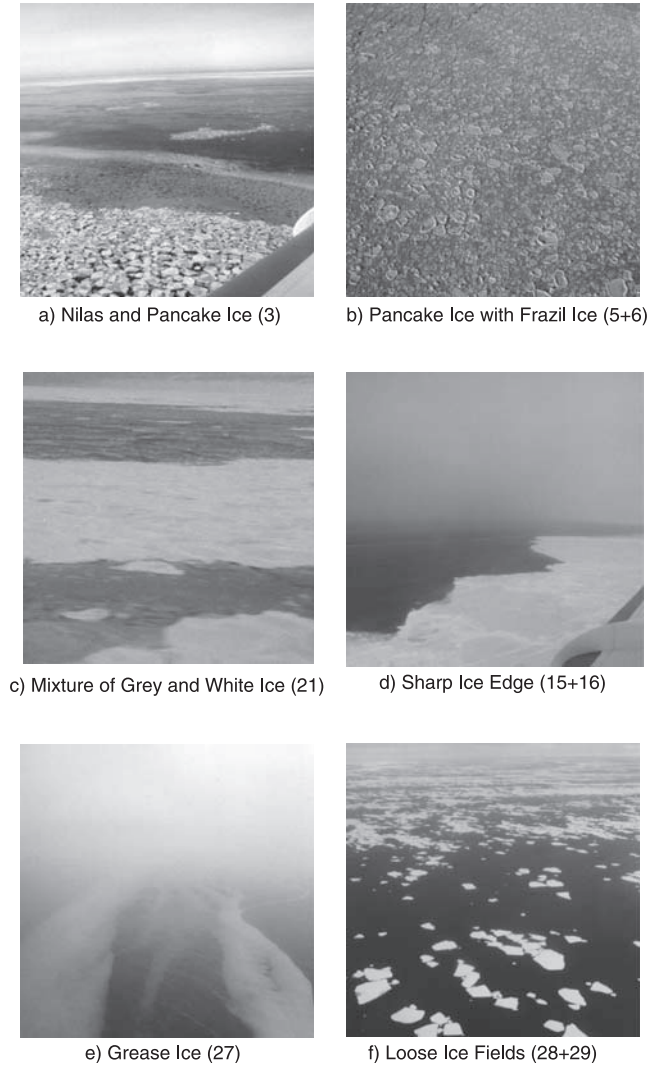 a) Nilas and Pancake Ice (3)
b) Pancake Ice with Frazil Ice (5+6)
c) Mixture of Grey and White Ice (21)
d) Sharp Ice Edge (15+16)
e) Grease Ice (27)
f) Loose Ice Fields (28+29)